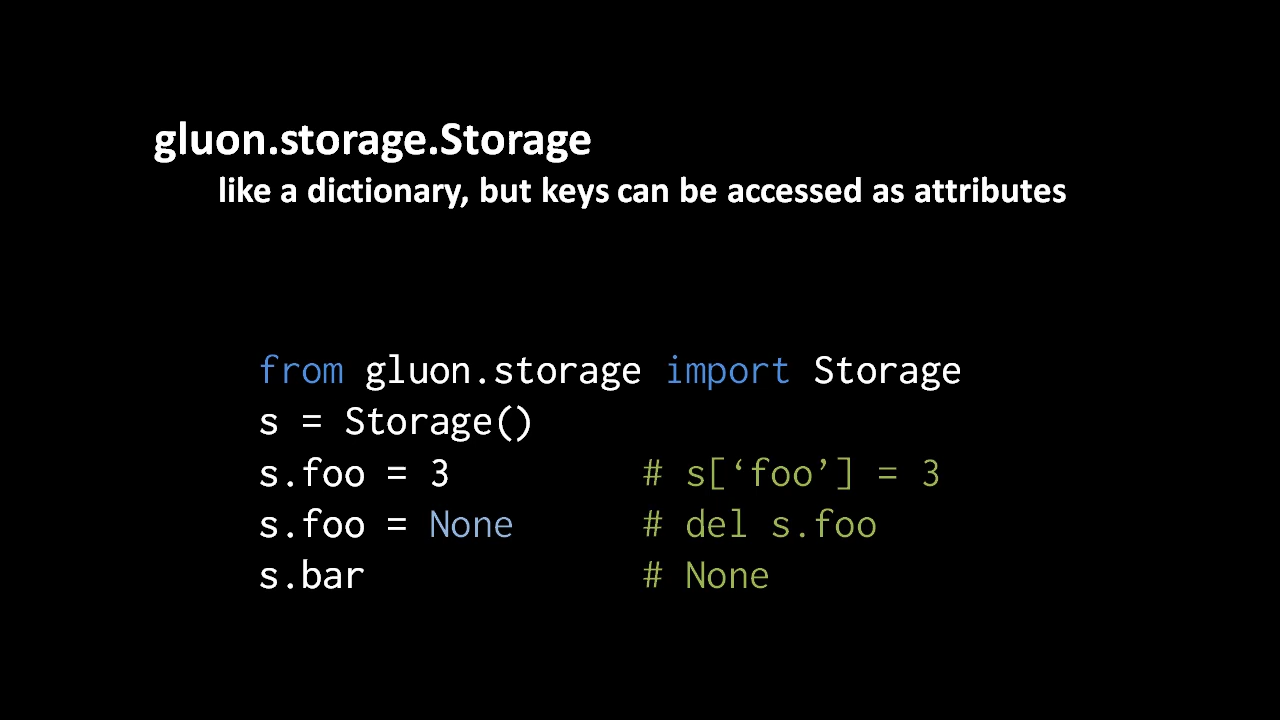 gluon.storage.Storage
like a dictionary, but keys can be accessed as attributes
from gluon.storage import Storage
s = Storage()
s.foo = 3 # s[‘foo’] = 3
s.foo = None # del s.foo
s.bar # None